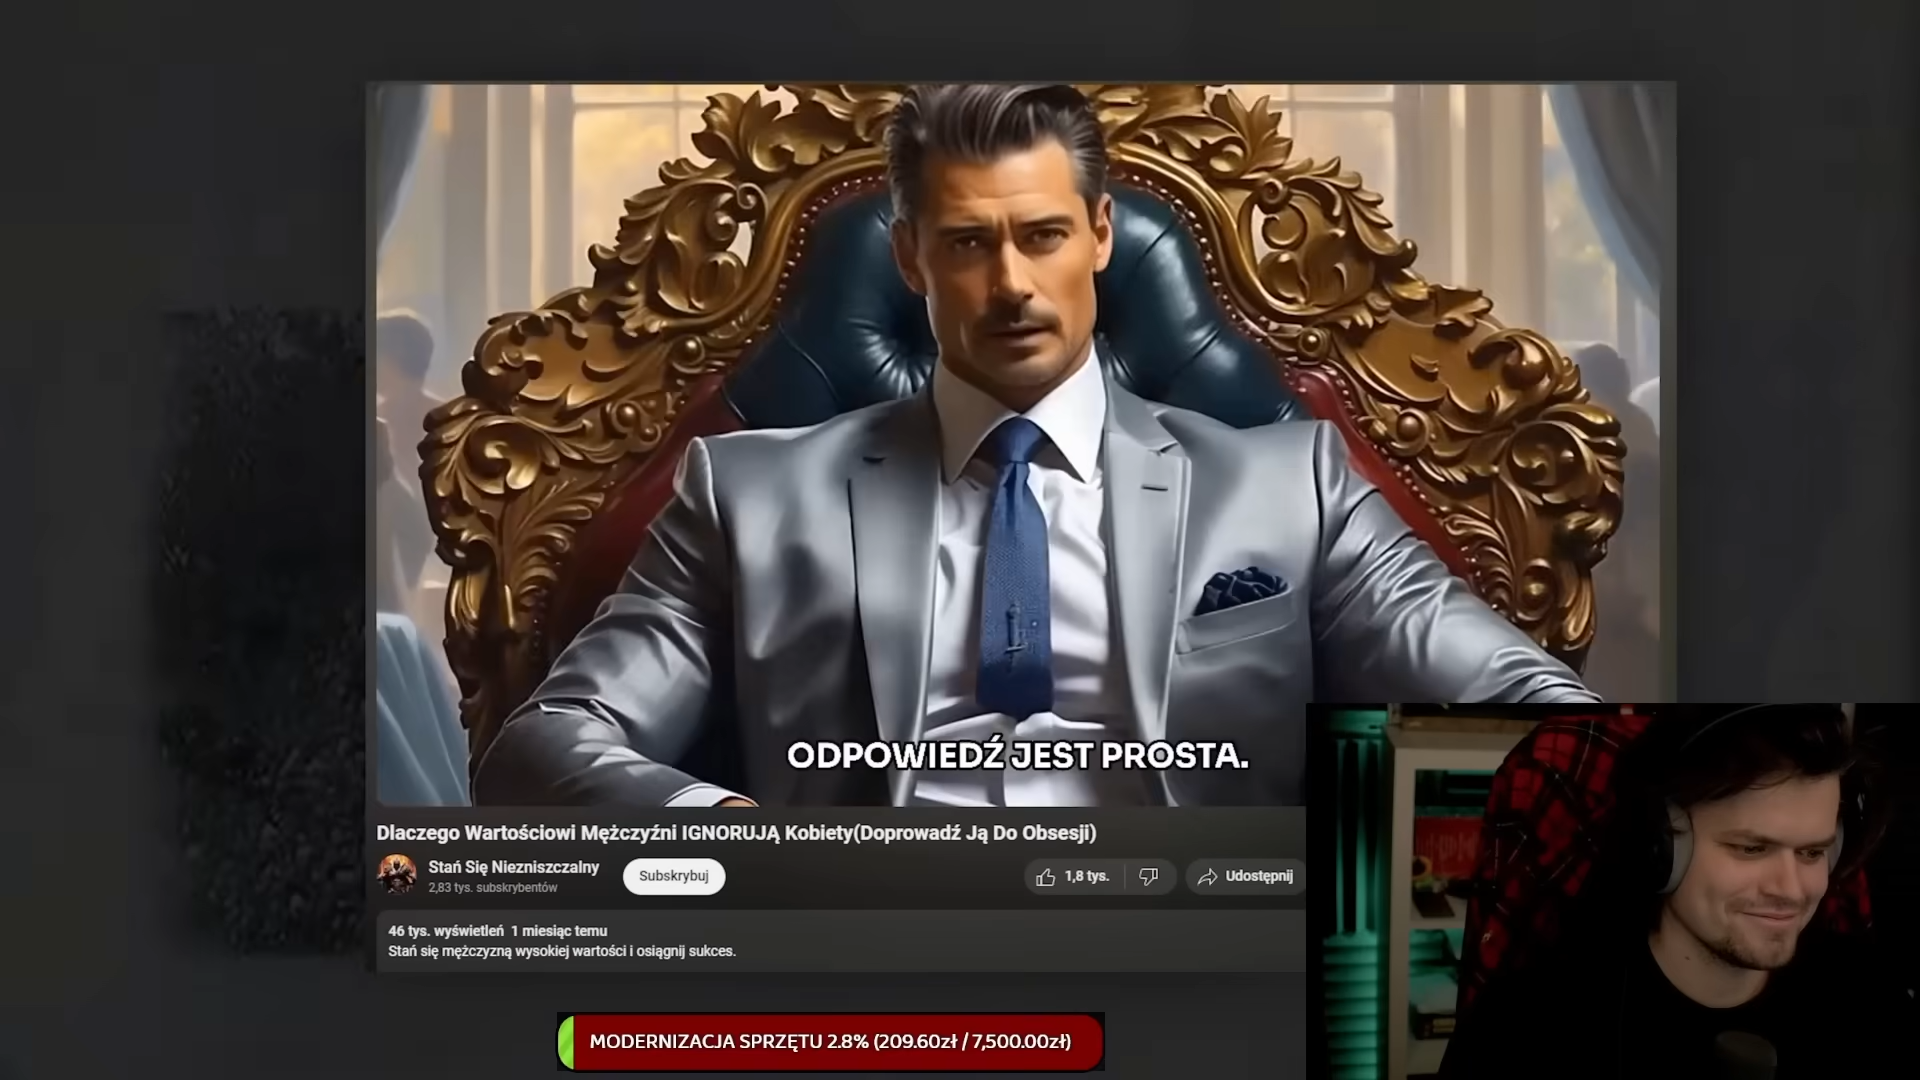 ODPOWIEDŹ JEST PROSTA.
Dlaczego Wartościowi Mężczyźni IGNORUJĄ Kobiety(Doprowadź Ją Do Obsesji)
Stań Się Niezniszczalny
2,83 tys. subskrybentów
Subskrybuj
1,8 tys.
Udostępnij
46 tys. wyświetleń 1 miesiąc temu
Stań się mężczyzną wysokiej wartości i osiągnij sukces.
MODERNIZACJA SPRZĘTU 2.8% (209.60zł / 7,500.00zł)